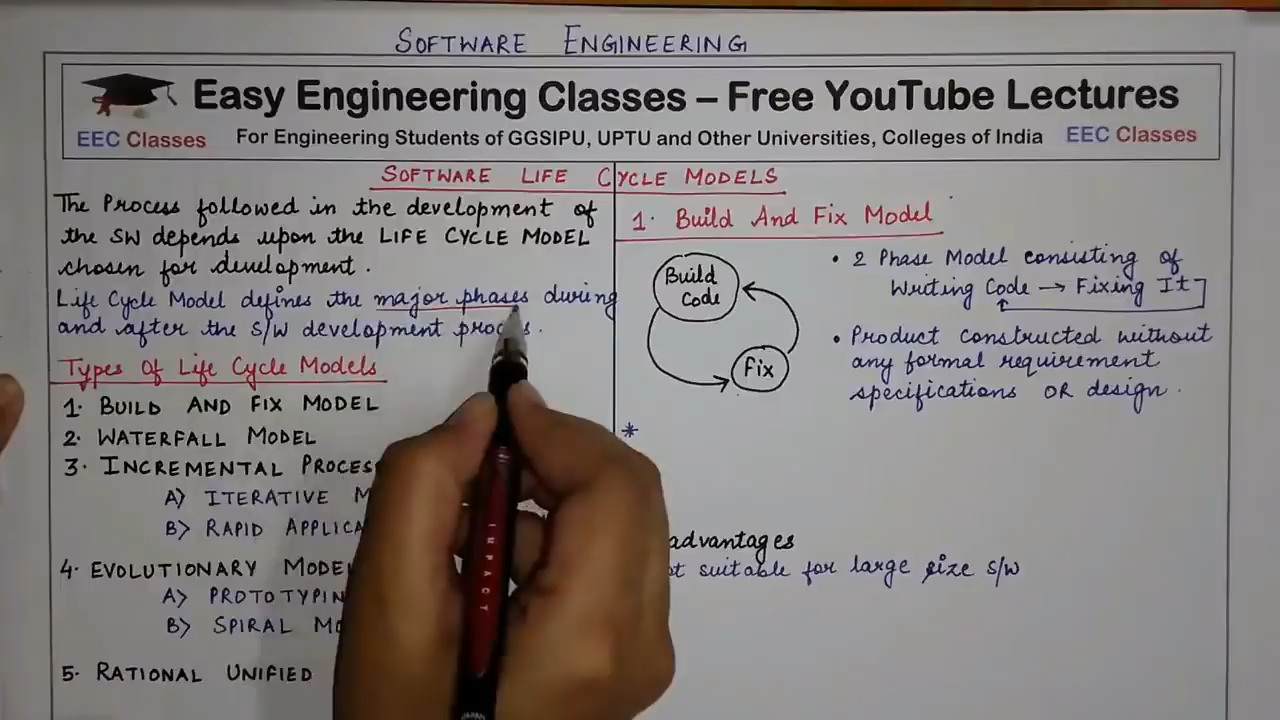 SOFTWARE ENGINEERING
Easy Engineering Classes – Free YouTube Lectures
EEC Classes For Engineering Students of GGSIPU, UPTU and Other Universities, Colleges of India EEC Classes
SOFTWARE LIFE CYCLE MODELS
The Process followed in the development of
the SW depends upon the LIFE CYCLE MODEL
chosen for development.
Life Cycle Model defines the major phases during
and after the S/W development
Types Of Life Cycle Models
1. BUILD AND FIX MODEL
2. WATERFALL MODEL
3. INCREMENTAL
A) ITERATIVE
B) RAPID
4. EVOLUTIONARY
A)
B) SPIRAL
5. RATIONAL UNIFIED
1. Build And Fix Model
Build
Code
Fix
• 2 Phase Model consisting of
Writing Code → Fixing It
• Product constructed without
any formal requirement
specifications OR design.
*
suitable for large size s/w